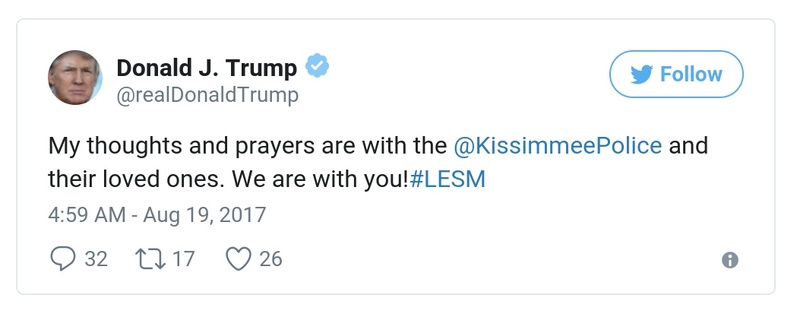 Donald J. Trump
@realDonaldTrump
Follow
My thoughts and prayers are with the @KissimmeePolice and
their loved ones. We are with you!#LESM
4:59 AM - Aug 19, 2017
32 17 26